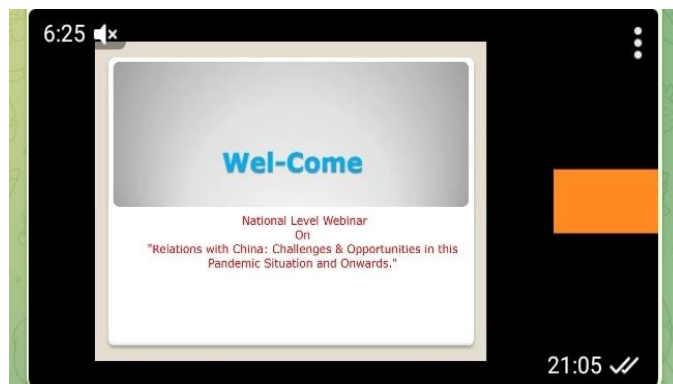 6:25
Wel-Come
National Level Webinar
On
"Relations with China: Challenges & Opportunities in this
Pandemic Situation and Onwards."
21:05